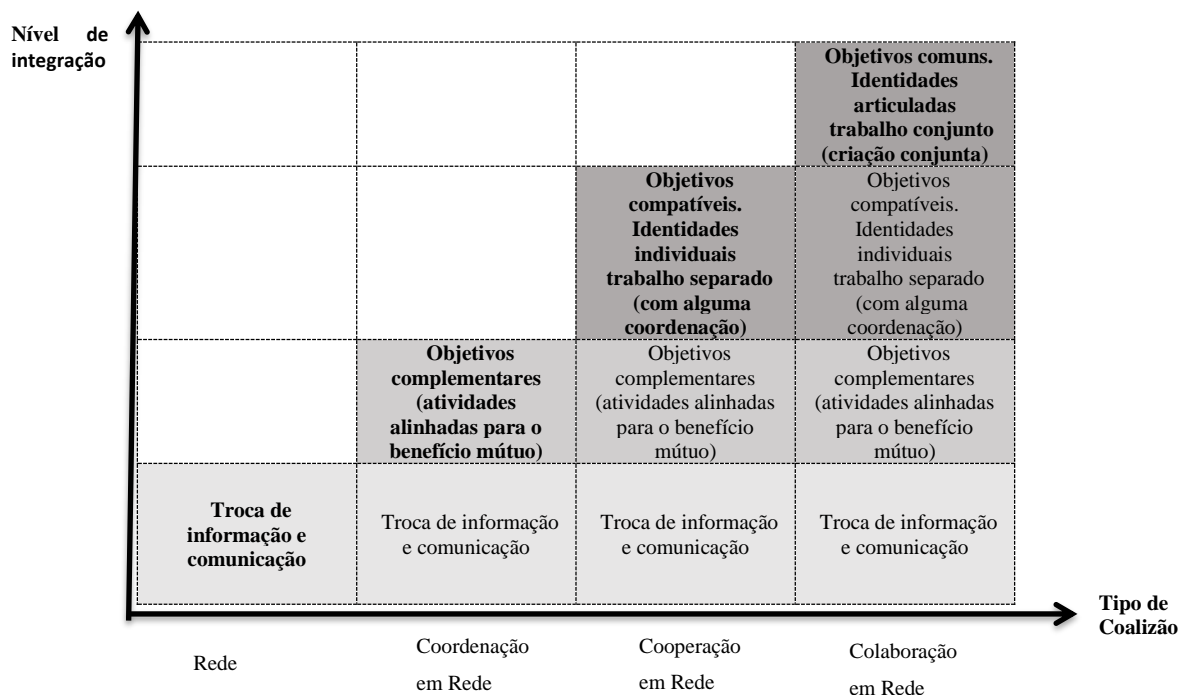 Nível de
integração
Objetivos comuns.
Identidades
articuladas
trabalho conjunto
(criação conjunta)
Objetivos
compatíveis.
Identidades
individuais
trabalho separado
(com alguma
coordenação)
Objetivos
compatíveis.
Identidades
individuais
trabalho separado
(com alguma
coordenação)
Objetivos
complementares
(atividades
alinhadas para o
benefício mútuo)
Objetivos
complementares
(atividades alinhadas
para o benefício
mútuo)
Objetivos
complementares
(atividades alinhadas
para o benefício
mútuo)
Troca de
informação e
comunicação
Troca de informação
e comunicação
Troca de informação
e comunicação
Troca de informação
e comunicação
Tipo de
Coalizão
Rede
Coordenação
em Rede
Cooperação
em Rede
Colaboração
em Rede